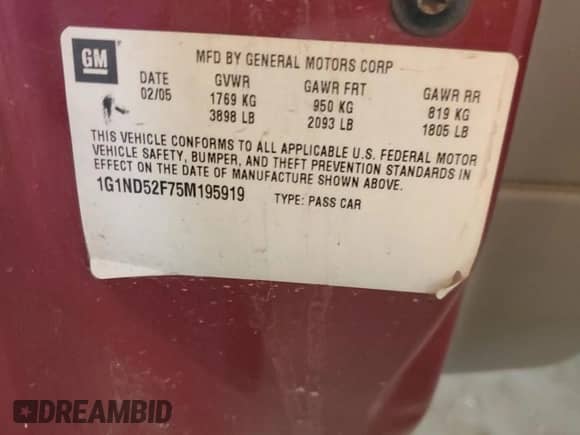 GM
MFD BY GENERAL MOTORS CORP
DATE GVWR GAWR FRT GAWR RR
02/05 1769 KG 950 KG 819 KG
3898 LB 2093 LB 1805 LB
THIS VEHICLE CONFORMS TO ALL APPLICABLE U.S. FEDERAL MOTOR
VEHICLE SAFETY, BUMPER, AND THEFT PREVENTION STANDARDS IN
EFFECT ON THE DATE OF MANUFACTURE SHOWN ABOVE.
1G1ND52F75M195919 TYPE: PASS CAR
DREAMBID